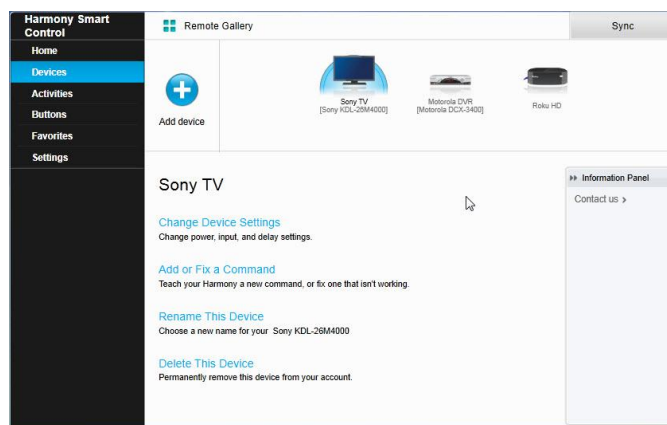 Harmony Smart
Control
Home
Devices
Activities
Buttons
Favorites
Settings
Remote Gallery
Sync
Add device
Sony TV
[Sony KDL-26M4000]
Motorola DVR
[Motorola DCX-3400]
Roku HD
Sony TV
Change Device Settings
Change power, input, and delay settings.
Add or Fix a Command
Teach your Harmony a new command, or fix one that isn't working.
Rename This Device
Choose a new name for your Sony KDL-26M4000
Delete This Device
Permanently remove this device from your account.
Information Panel
Contact us ›